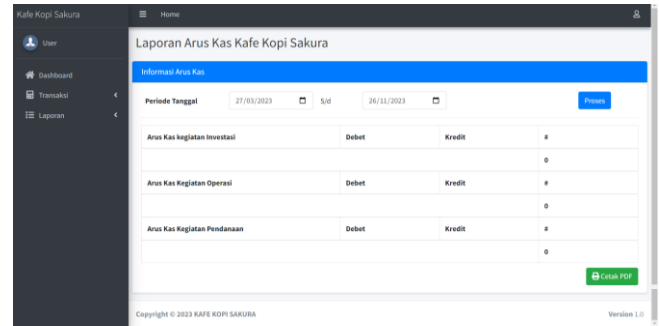 Kafe Kopi Sakura
Home
User
Laporan Arus Kas Kafe Kopi Sakura
Dashboard
Transaksi
Laporan
Informasi Arus Kas
Periode Tanggal 27/03/2023 S/d 26/11/2023 Proses
Arus Kas kegiatan Investasi Debet Kredit #
0
Arus Kas Kegiatan Operasi Debet Kredit #
0
Arus Kas Kegiatan Pendanaan Debet Kredit #
0
Cetak PDF
Copyright © 2023 KAFE KOPI SAKURA Version 1.0